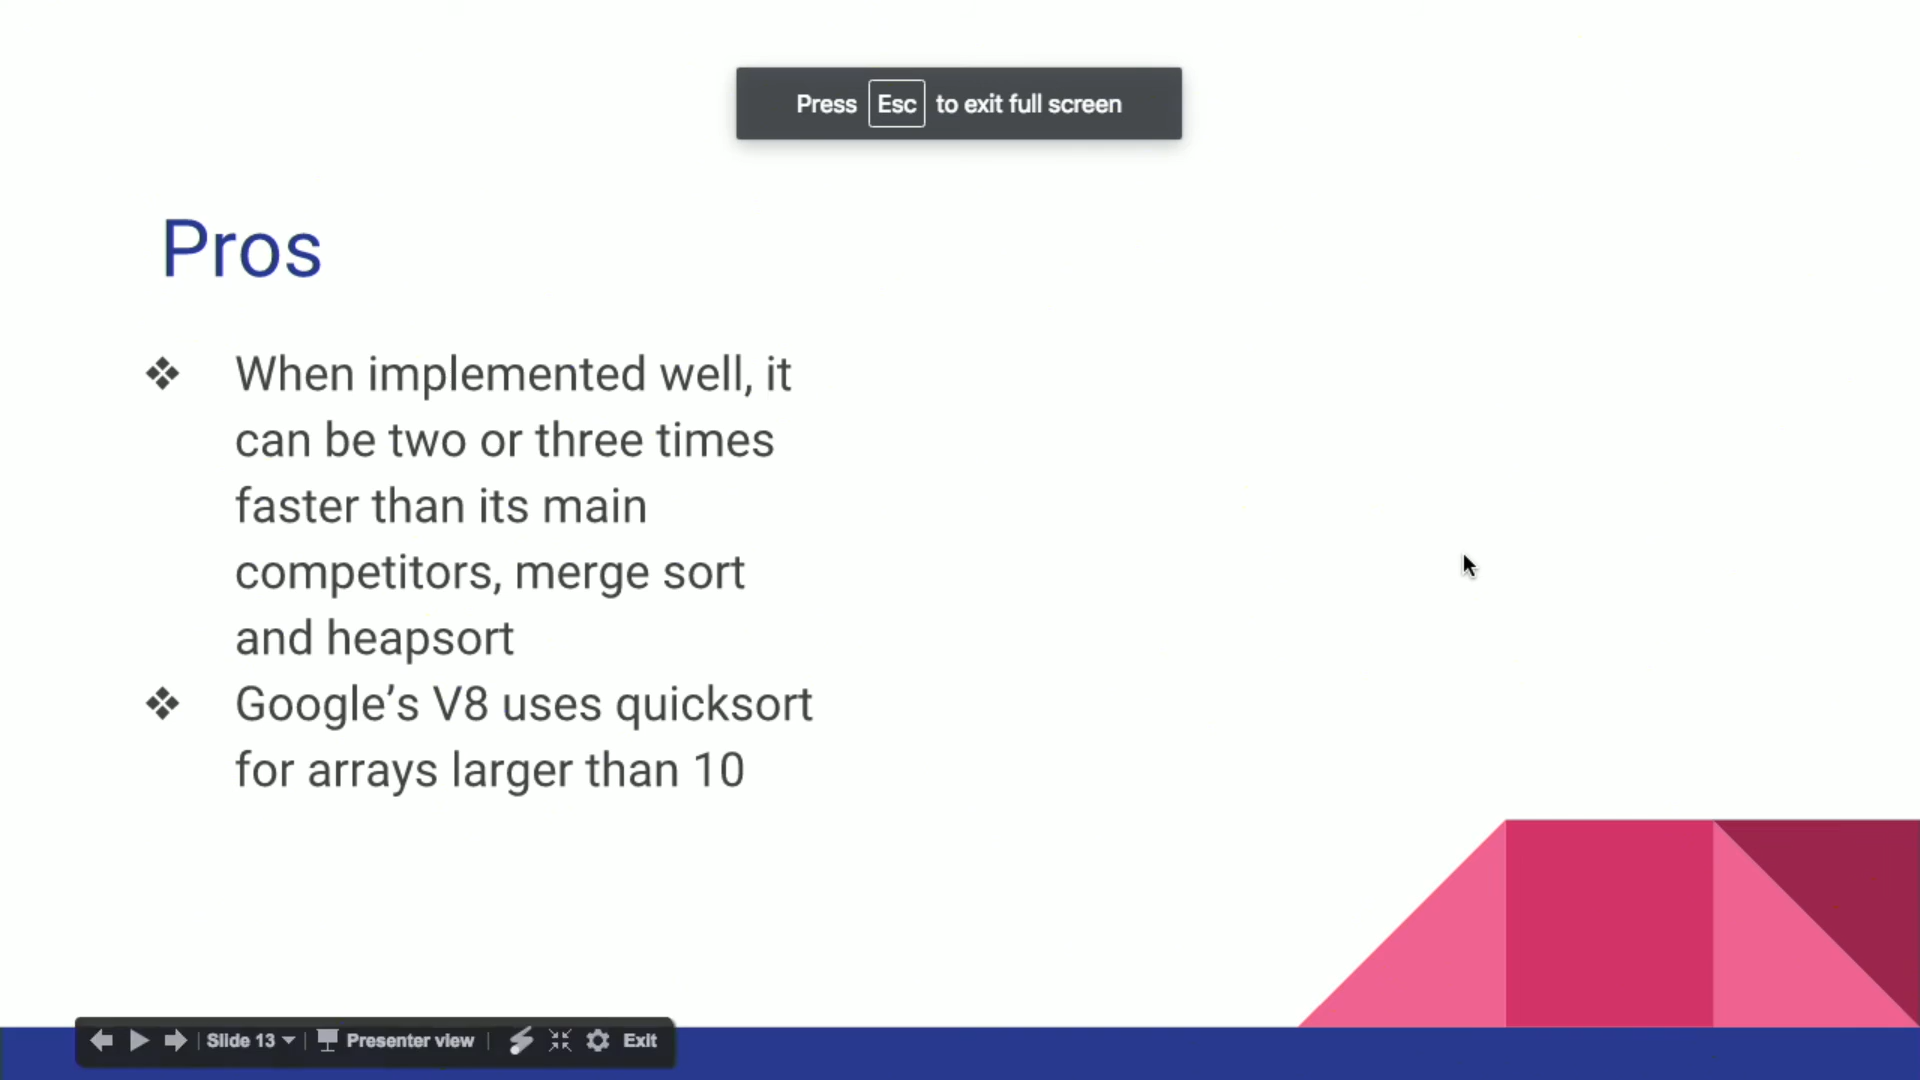 Press Esc to exit full screen
Pros
❖ When implemented well, it
can be two or three times
faster than its main
competitors, merge sort
and heapsort
❖ Google’s V8 uses quicksort
for arrays larger than 10
Slide 13 Presenter view Exit